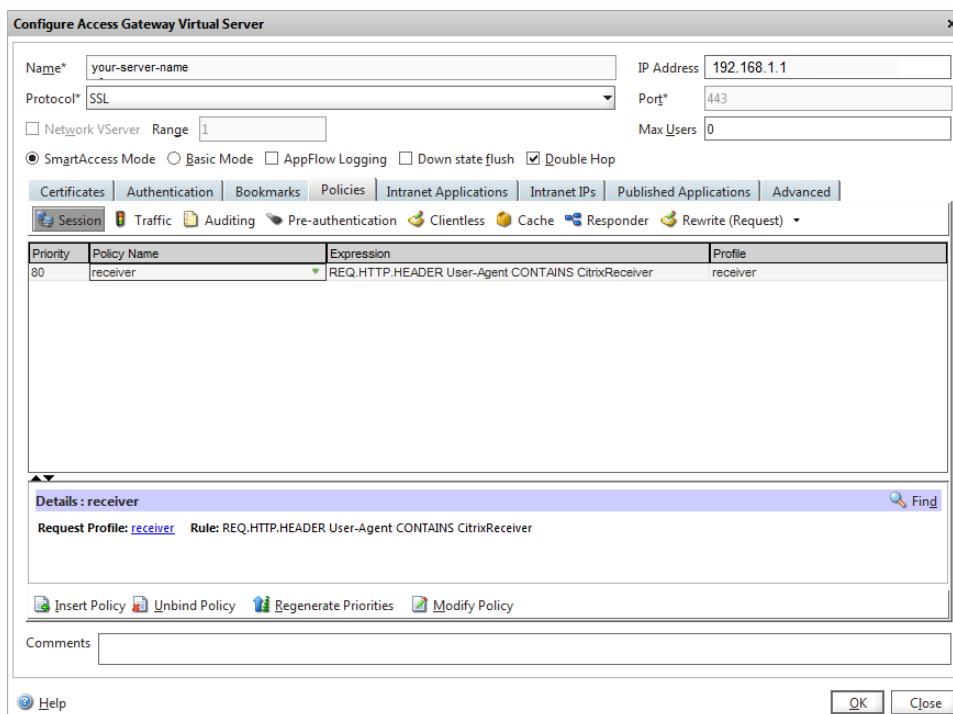 Configure Access Gateway Virtual Server x
Name* your-server-name IP Address 192.168.1.1
Protocol* SSL Port* 443
Network VServer Range 1 Max Users 0
SmartAccess Mode Basic Mode AppFlow Logging Down state flush Double Hop
Certificates Authentication Bookmarks Policies Intranet Applications Intranet IPs Published Applications Advanced
Session Traffic Auditing Pre-authentication Clientless Cache Responder Rewrite (Request)
Priority Policy Name Expression Profile
80 receiver REQ.HTTP.HEADER User-Agent CONTAINS CitrixReceiver receiver
Details : receiver Find
Request Profile: receiver Rule: REQ.HTTP.HEADER User-Agent CONTAINS CitrixReceiver
Insert Policy Unbind Policy Regenerate Priorities Modify Policy
Comments
Help OK Close